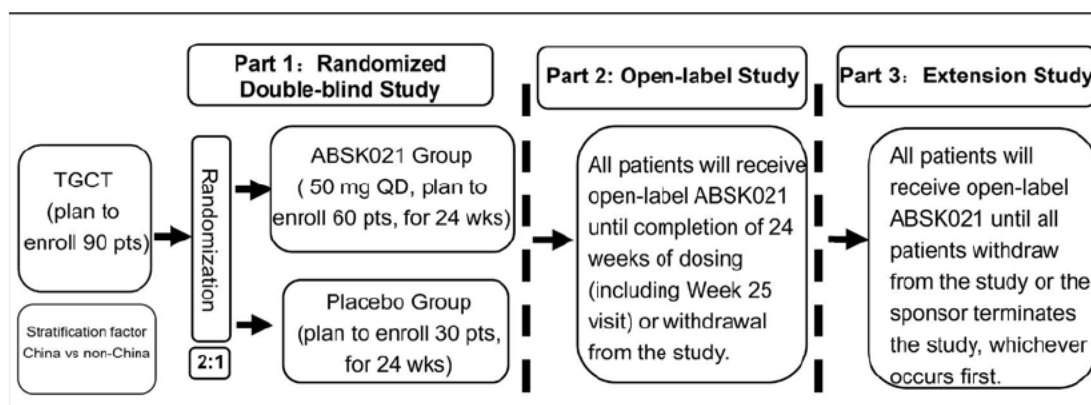 Part 1：Randomized
Double-blind Study
Part 2: Open-label Study
Part 3：Extension Study
TGCT
(plan to
enroll 90 pts)
Stratification factor
China vs non-China
Randomization
2:1
ABSK021 Group
( 50 mg QD, plan to
enroll 60 pts, for 24 wks)
Placebo Group
(plan to enroll 30 pts,
for 24 wks)
All patients will receive
open-label ABSK021
until completion of 24
weeks of dosing
(including Week 25
visit) or withdrawal
from the study.
All patients will
receive open-label
ABSK021 until all
patients withdraw
from the study or the
sponsor terminates
the study, whichever
occurs first.